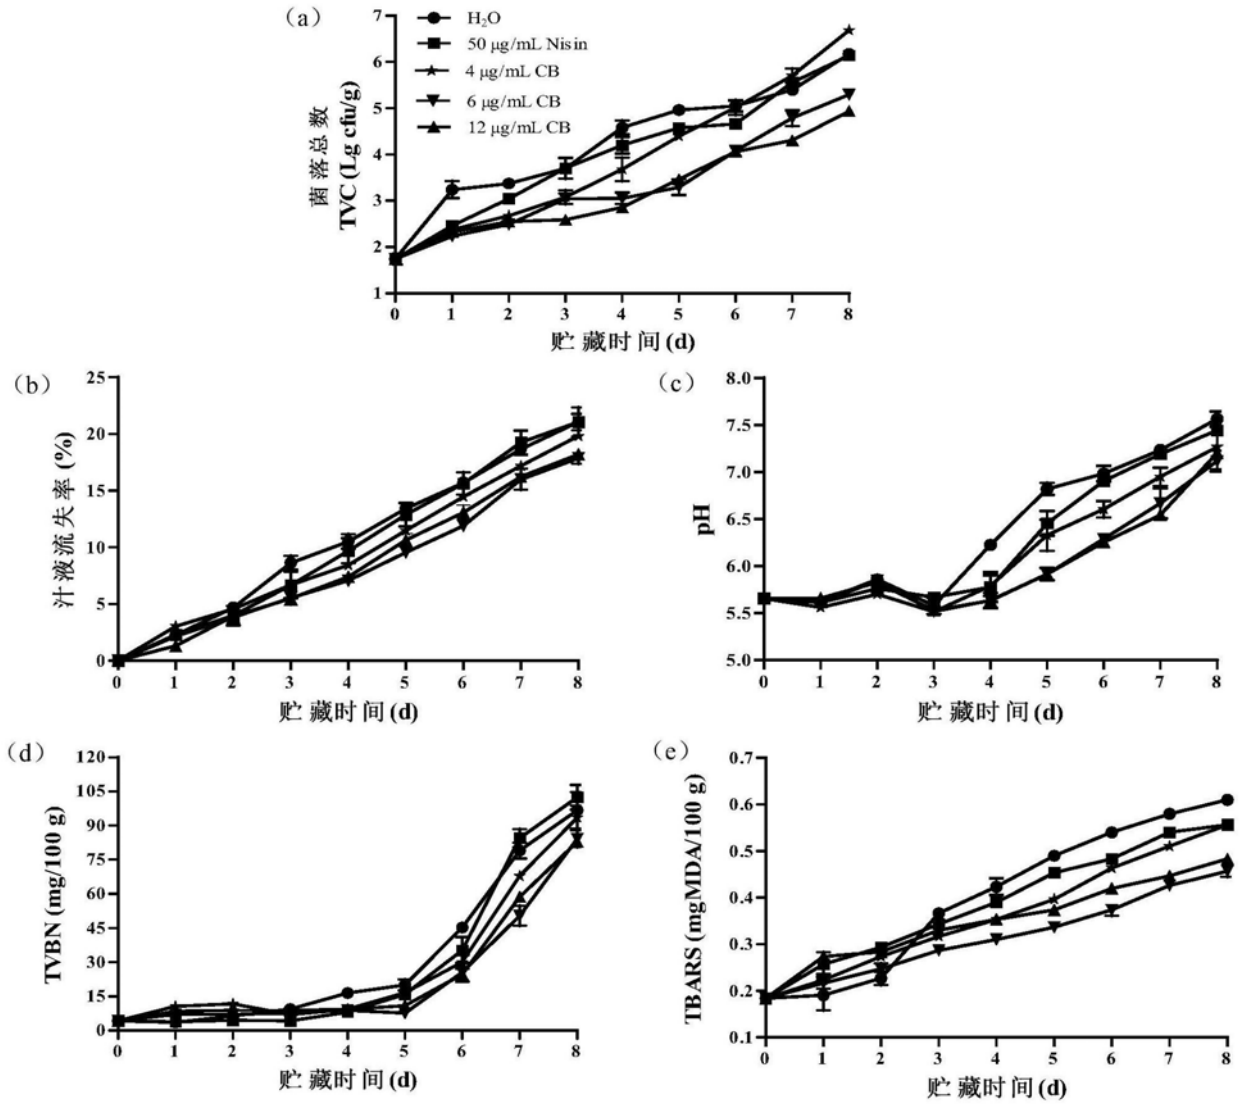 （a）
H₂O
50 μg/mL Nisin
4 μg/mL CB
6 μg/mL CB
12 μg/mL CB
菌落总数
TVC (Lg cfu/g)
7
6
5
4
3
2
1
0 1 2 3 4 5 6 7 8
贮藏时间(d)
（b）
汁液流失率(%)
25
20
15
10
5
0
0 1 2 3 4 5 6 7 8
贮藏时间(d)
（c）
pH
8.0
7.5
7.0
6.5
6.0
5.5
5.0
0 1 2 3 4 5 6 7 8
贮藏时间(d)
（d）
TVBN (mg/100 g)
120
105
90
75
60
45
30
15
0
0 1 2 3 4 5 6 7 8
贮藏时间(d)
（e）
TBARS (mgMDA/100 g)
0.7
0.6
0.5
0.4
0.3
0.2
0.1
0 1 2 3 4 5 6 7 8
贮藏时间(d)